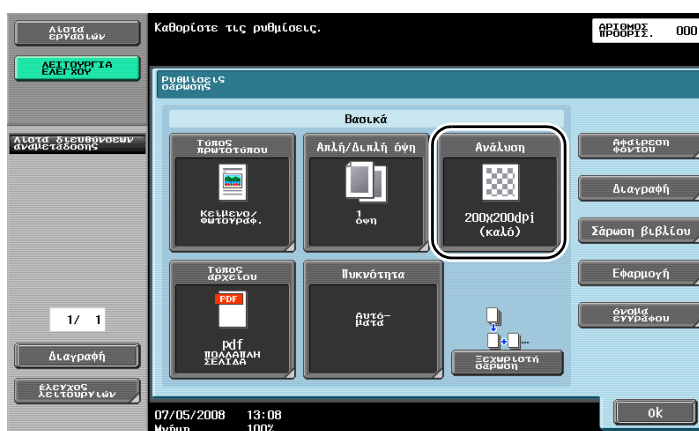 Λίστα
εργασιών
Καθορίστε τις ρυθμίσεις.
ΑΡΙΘΜΟΣ
ΠΡΟΟΡΙΣ.
000
ΛΕΙΤΟΥΡΓΙΑ
ΕΛΕΓΧΟΥ
Ρυθμίσεις
σάρωσης
Βασικά
Λίστα διευθύνσεων
αναμετάδοσης
Τύπος
πρωτοτύπου
Απλή/Διπλή όψη
Ανάλυση
Αφαίρεση
φόντου
Κείμενο/
φωτογραφ.
1
όψη
200x200dpi
(καλό)
Διαγραφή
Σάρωση βιβλίου
Τύπος
αρχείου
Πυκνότητα
Εφαρμογή
PDF
pdf
ΠΟΛΛΑΠΛΗ
ΣΕΛΙΔΑ
Αυτό-
ματα
όνομα
εγγράφου
1/ 1
Διαγραφή
Ξεχωριστή
σάρωση
έλεγχος
λειτουργιών
07/05/2008 13:08
Μνήμη 100%
Ok